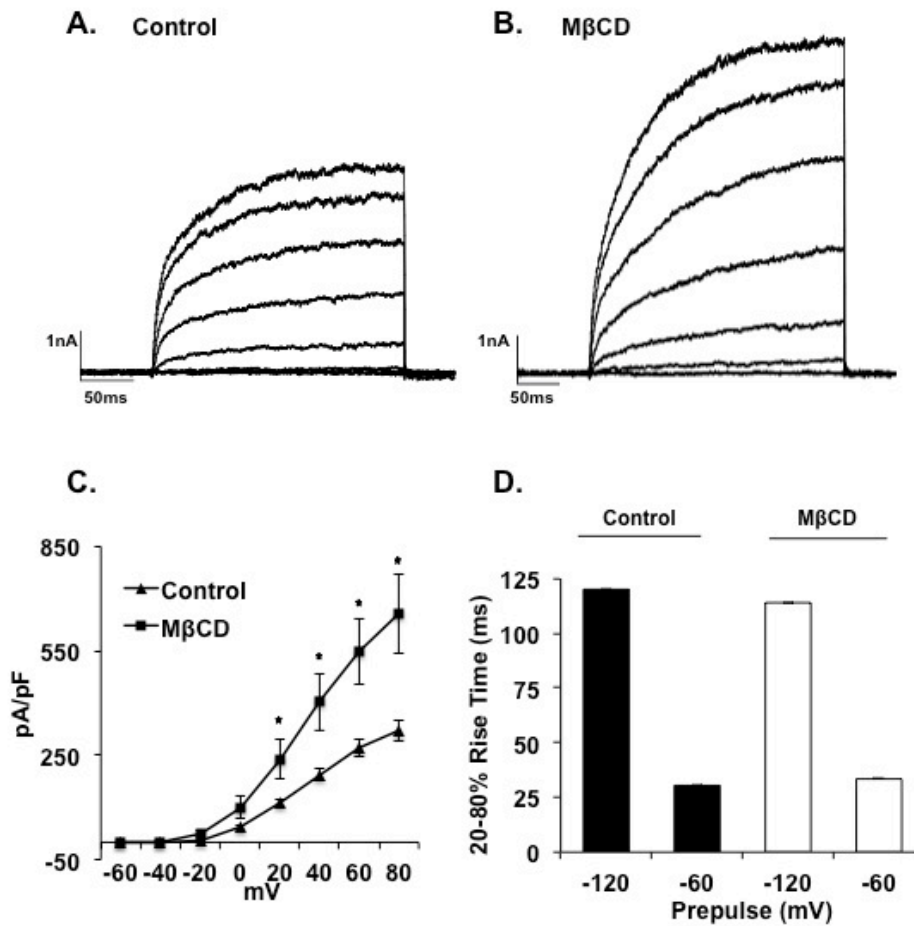 A. Control
B. MβCD
1nA
50ms
1nA
50ms
C.
850
550
250
-50
pA/pF
Control
MβCD
*
*
*
*
-60 -40 -20 0 20 40 60 80
mV
D.
Control MβCD
125
100
75
50
25
0
20-80% Rise Time (ms)
-120 -60 -120 -60
Prepulse (mV)